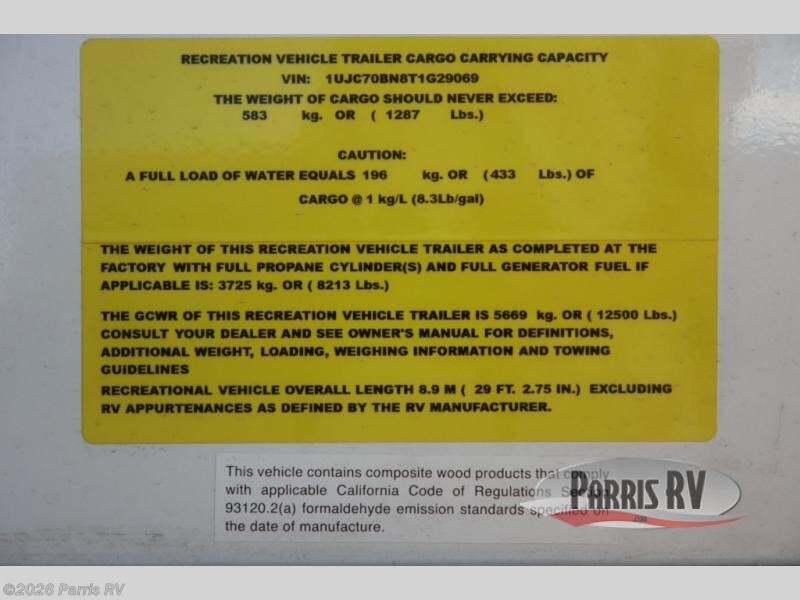 RECREATION VEHICLE TRAILER CARGO CARRYING CAPACITY
VIN: 1UJC70BN8T1G29069
THE WEIGHT OF CARGO SHOULD NEVER EXCEED:
583 kg. OR ( 1287 Lbs.)
CAUTION:
A FULL LOAD OF WATER EQUALS 196 kg. OR (433 Lbs.) OF
CARGO @ 1 kg/L (8.3Lb/gal)
THE WEIGHT OF THIS RECREATION VEHICLE TRAILER AS COMPLETED AT THE
FACTORY WITH FULL PROPANE CYLINDER(S) AND FULL GENERATOR FUEL IF
APPLICABLE IS: 3725 kg. OR ( 8213 Lbs.)
THE GCWR OF THIS RECREATION VEHICLE TRAILER IS 5669 kg. OR ( 12500 Lbs.)
CONSULT YOUR DEALER AND SEE OWNER'S MANUAL FOR DEFINITIONS,
ADDITIONAL WEIGHT, LOADING, WEIGHING INFORMATION AND TOWING
GUIDELINES
RECREATIONAL VEHICLE OVERALL LENGTH 8.9 M ( 29 FT. 2.75 IN.) EXCLUDING
RV APPURTENANCES AS DEFINED BY THE RV MANUFACTURER.
This vehicle contains composite wood products that comply
with applicable California Code of Regulations Section
93120.2(a) formaldehyde emission standards specified on
the date of manufacture.
PARRIS RV
.com
©2026 Parris RV